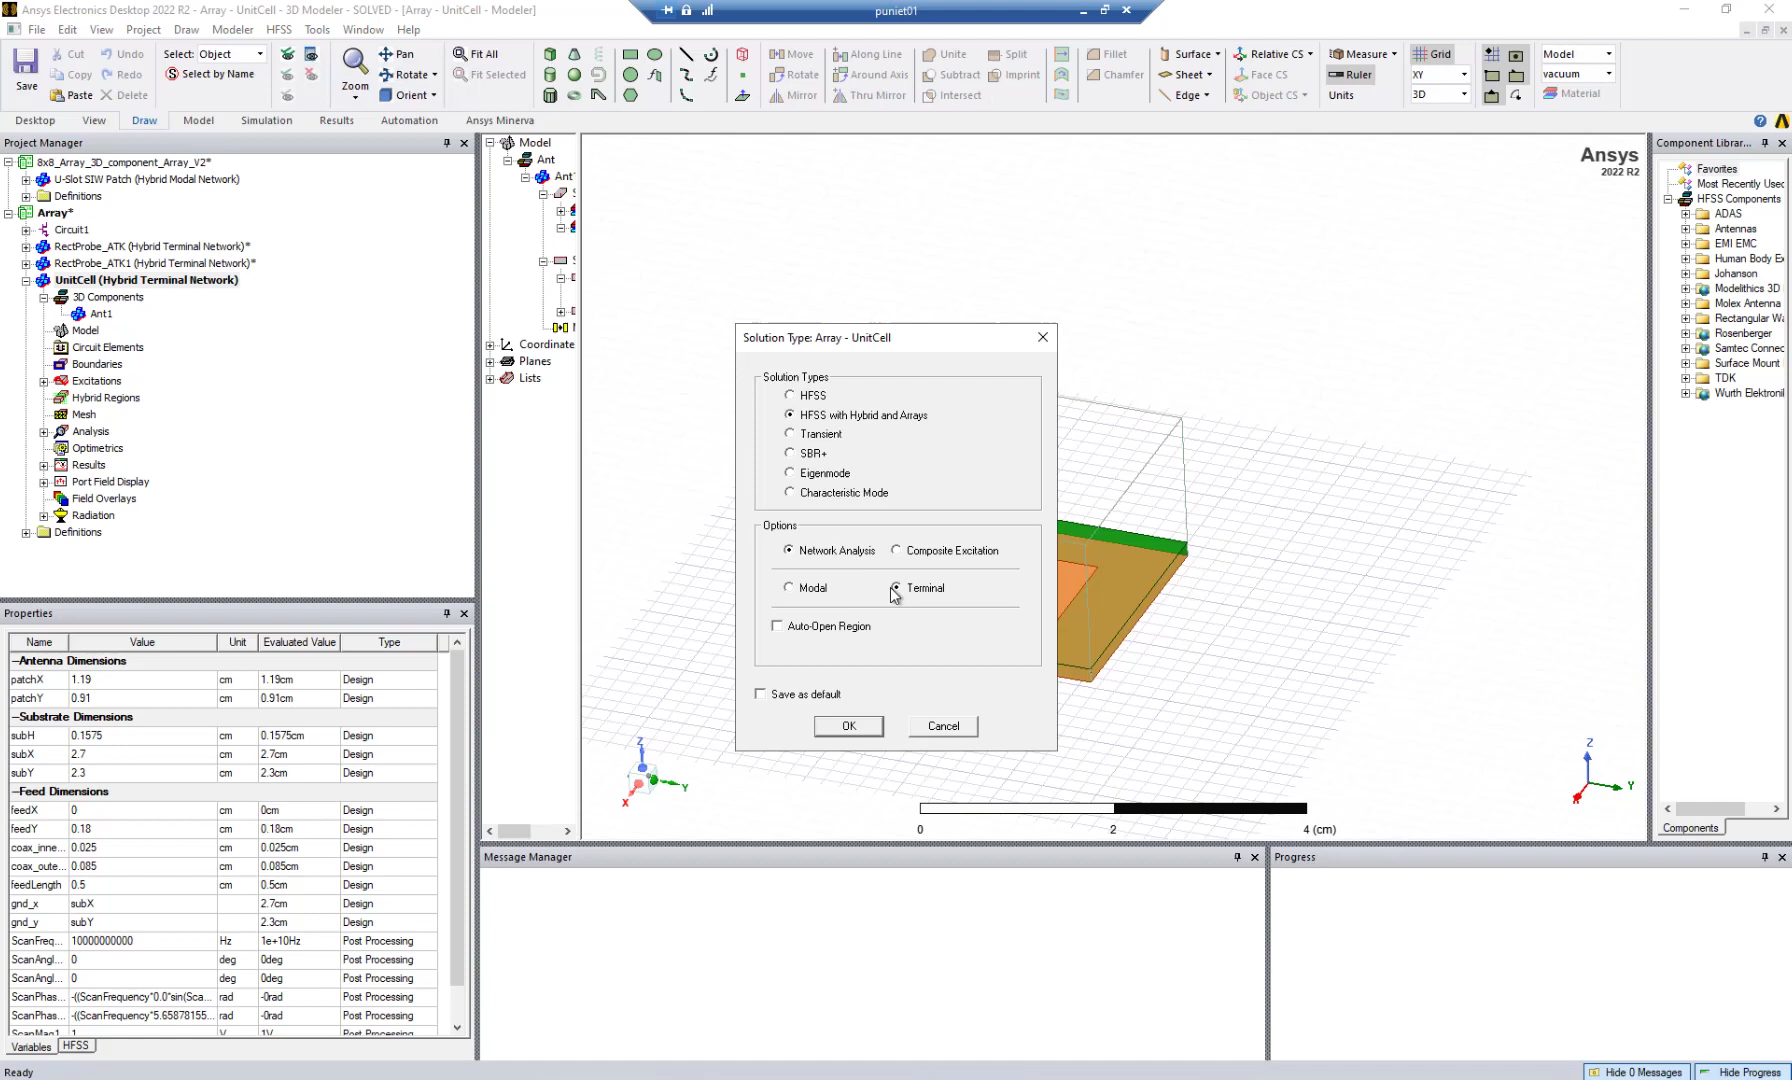 Ansys Electronics Desktop 2022 R2 - Array - UnitCell - 3D Modeler - SOLVED - [Array - UnitCell - Modeler]
puniet01
File Edit View Project Draw Modeler HFSS Tools Window Help
Save
Cut
Copy
Paste
Undo
Redo
Delete
Select: Object
Select by Name
Zoom
Pan
Rotate
Orient
Fit All
Fit Selected
Move
Rotate
Mirror
Along Line
Around Axis
Thru Mirror
Unite
Subtract
Intersect
Split
Imprint
Fillet
Chamfer
Surface
Sheet
Edge
Relative CS
Face CS
Object CS
Measure
Ruler
Units
Grid
XY
3D
Model
vacuum
Material
Desktop View Draw Model Simulation Results Automation Ansys Minerva
Project Manager
8x8_Array_3D_component_Array_V2*
U-Slot SIW Patch (Hybrid Modal Network)
Definitions
Array*
Circuit1
RectProbe_ATK (Hybrid Terminal Network)*
RectProbe_ATK1 (Hybrid Terminal Network)*
UnitCell (Hybrid Terminal Network)
3D Components
Ant1
Model
Circuit Elements
Boundaries
Excitations
Hybrid Regions
Mesh
Analysis
Optimetrics
Results
Port Field Display
Field Overlays
Radiation
Definitions
Properties
Name Value Unit Evaluated Value Type
Antenna Dimensions
patchX 1.19 cm 1.19cm Design
patchY 0.91 cm 0.91cm Design
Substrate Dimensions
subH 0.1575 cm 0.1575cm Design
subX 2.7 cm 2.7cm Design
subY 2.3 cm 2.3cm Design
Feed Dimensions
feedX 0 cm 0cm Design
feedY 0.18 cm 0.18cm Design
coax_inne... 0.025 cm 0.025cm Design
coax_oute... 0.085 cm 0.085cm Design
feedLength 0.5 cm 0.5cm Design
gnd_x subX 2.7cm Design
gnd_y subY 2.3cm Design
ScanFreq... 10000000000 Hz 1e+10Hz Post Processing
ScanAngl... 0 deg 0deg Post Processing
ScanAngl... 0 deg 0deg Post Processing
ScanPhas... -((ScanFrequency*0.0*sin(Sca... rad -0rad Post Processing
ScanPhas... -((ScanFrequency*5.65878155... rad -0rad Post Processing
ScanMag1 1 V 1V Post Processing
Variables HFSS
Ready
Model
Ant
Ant
Coordinate
Planes
Lists
Ansys
2022 R2
Solution Type: Array - UnitCell
Solution Types
HFSS
HFSS with Hybrid and Arrays
Transient
SBR+
Eigenmode
Characteristic Mode
Options
Network Analysis Composite Excitation
Modal Terminal
Auto-Open Region
Save as default
OK Cancel
Z
Y
X
Z
Y
0 2 4 (cm)
Message Manager
Progress
Component Librar...
Favorites
Most Recently Used
HFSS Components
ADAS
Antennas
EMI EMC
Human Body E
Johanson
Modelithics 3D
Molex Antenna
Rectangular Wa
Rosenberger
Samtec Connec
Surface Mount
TDK
Wurth Elektroni
Components
Hide 0 Messages Hide Progress